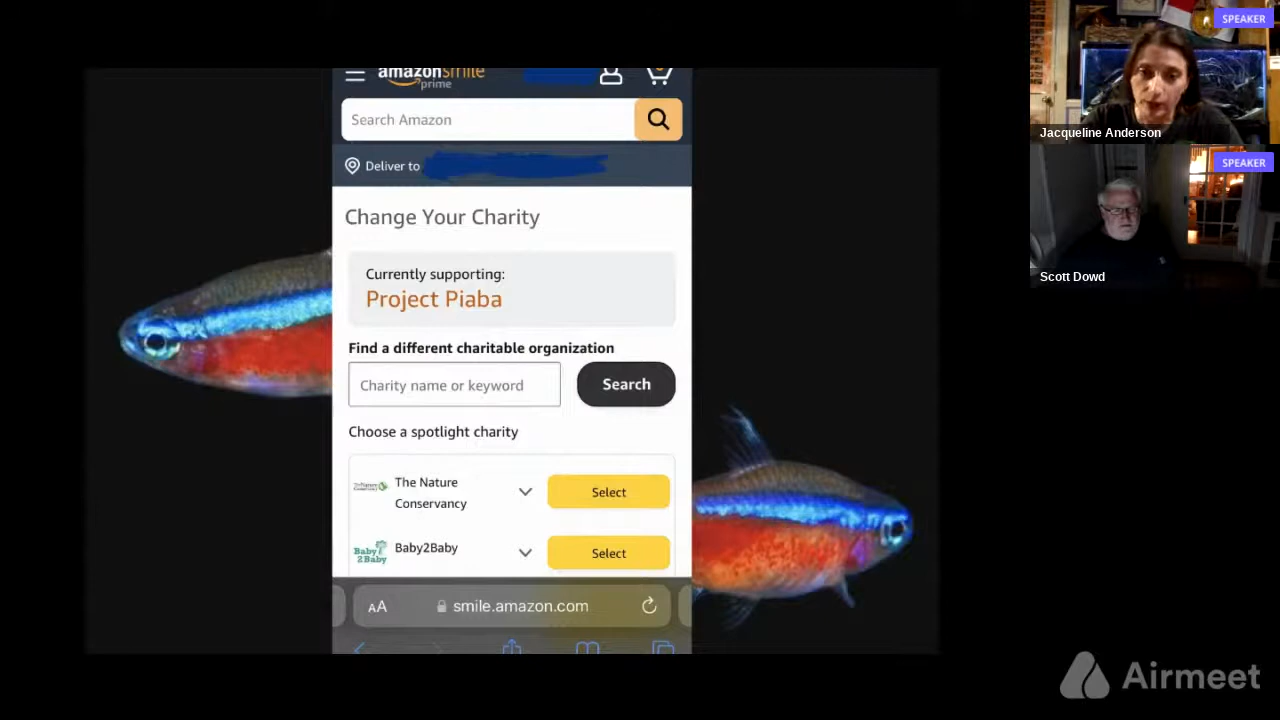 amazonsmile
prime
Search Amazon
Deliver to
Change Your Charity
Currently supporting:
Project Piaba
Find a different charitable organization
Charity name or keyword
Search
Choose a spotlight charity
The Nature
Conservancy
Select
Baby2Baby
Baby
2Baby
Select
AA
smile.amazon.com
SPEAKER
Jacqueline Anderson
SPEAKER
Scott Dowd
Airmeet